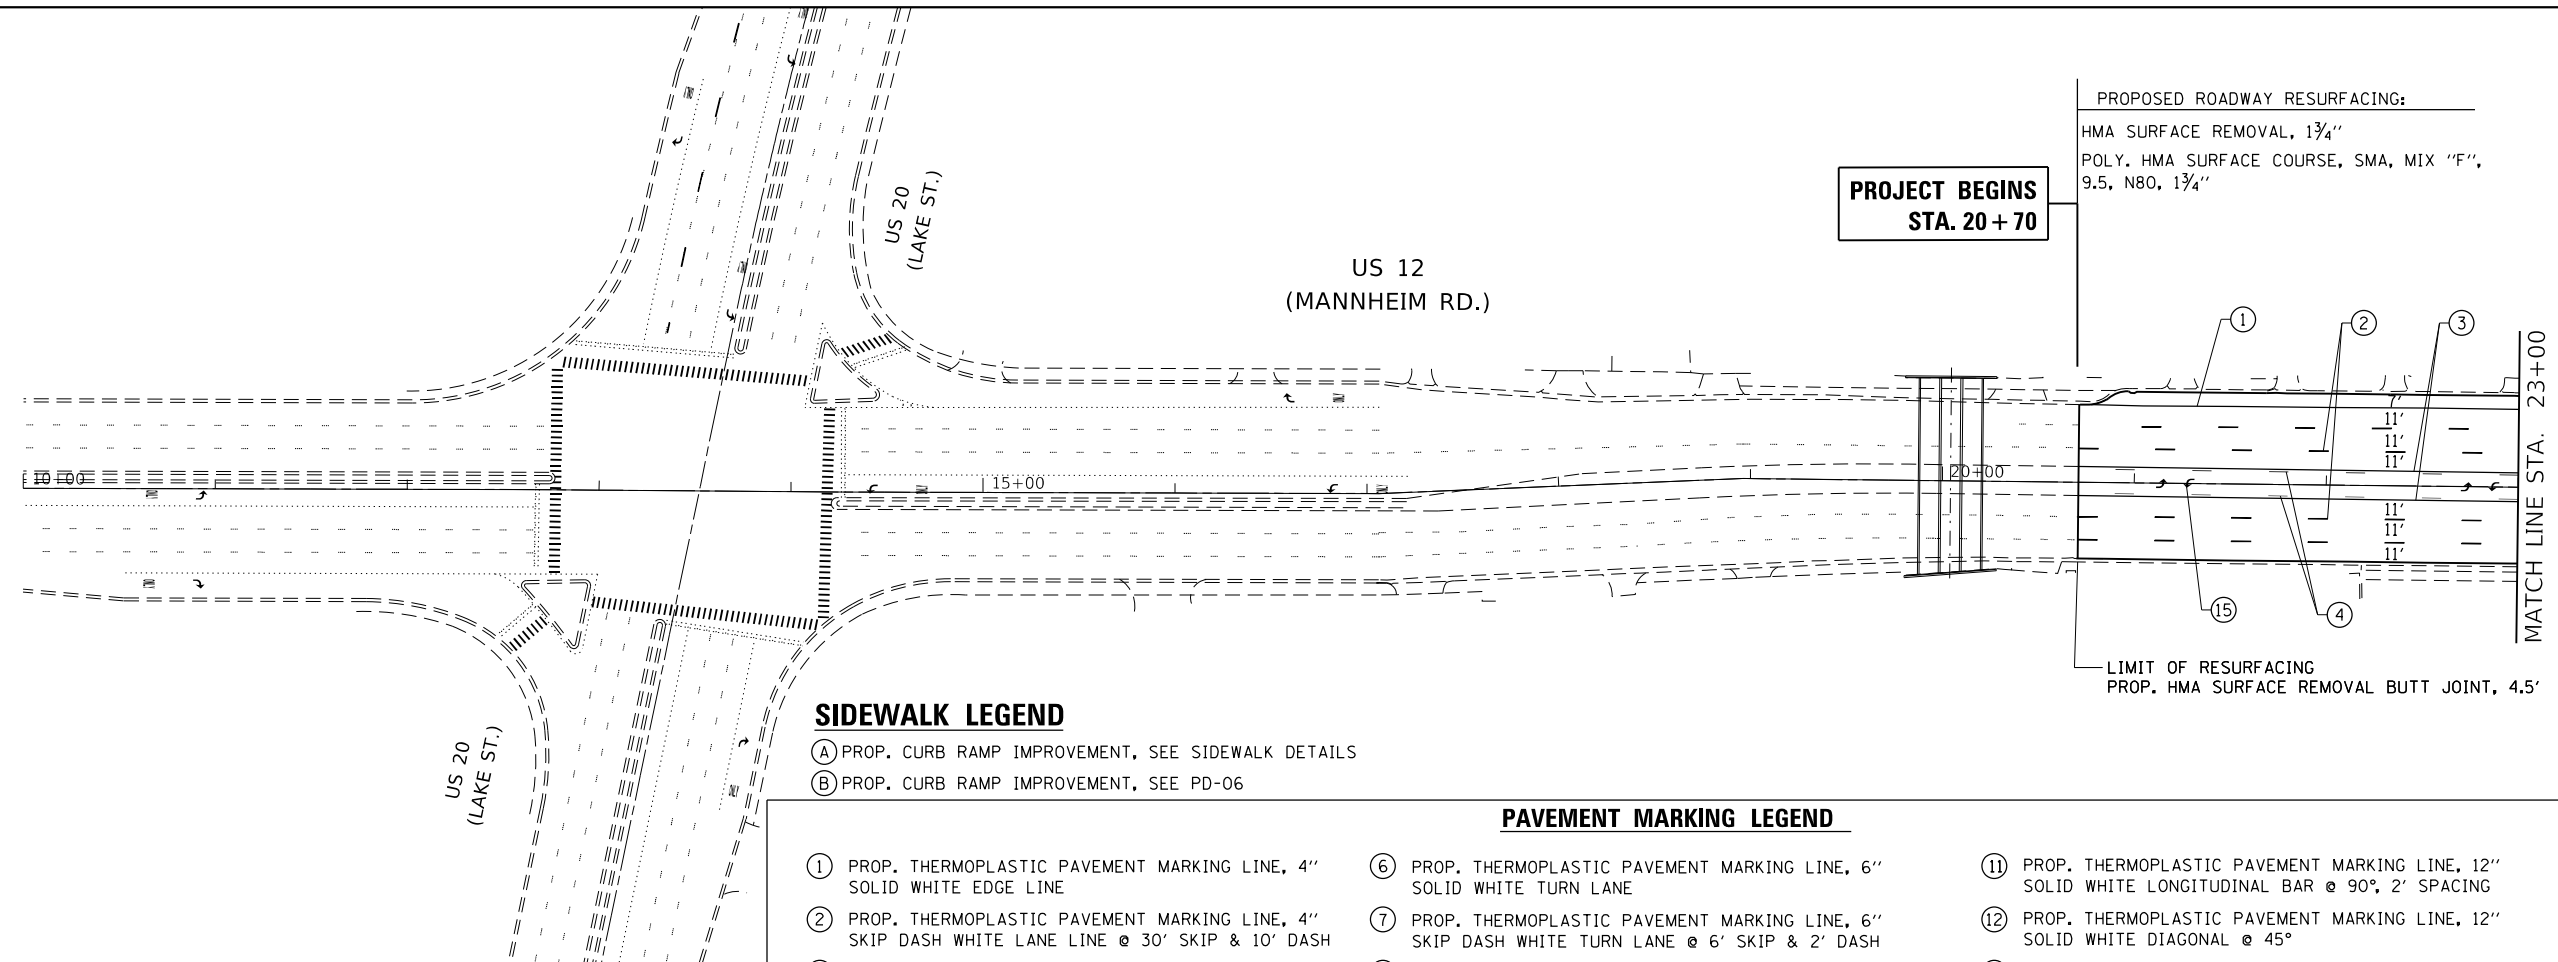 PROPOSED ROADWAY RESURFACING:
HMA SURFACE REMOVAL, 1¾''
POLY. HMA SURFACE COURSE, SMA, MIX "F",
9.5, N80, 1¾''
PROJECT BEGINS
STA. 20+70
US 20
(LAKE ST.)
US 12
(MANNHEIM RD.)
1
2
3
MATCH LINE STA. 23+00
7'
11'
11'
11'
10+00
15+00
20+00
11'
11'
11'
15
4
LIMIT OF RESURFACING
PROP. HMA SURFACE REMOVAL BUTT JOINT, 4.5'
US 20
(LAKE ST.)
SIDEWALK LEGEND
A PROP. CURB RAMP IMPROVEMENT, SEE SIDEWALK DETAILS
B PROP. CURB RAMP IMPROVEMENT, SEE PD-06
PAVEMENT MARKING LEGEND
1 PROP. THERMOPLASTIC PAVEMENT MARKING LINE, 4''
SOLID WHITE EDGE LINE
2 PROP. THERMOPLASTIC PAVEMENT MARKING LINE, 4''
SKIP DASH WHITE LANE LINE @ 30' SKIP & 10' DASH
6 PROP. THERMOPLASTIC PAVEMENT MARKING LINE, 6''
SOLID WHITE TURN LANE
7 PROP. THERMOPLASTIC PAVEMENT MARKING LINE, 6''
SKIP DASH WHITE TURN LANE @ 6' SKIP & 2' DASH
11 PROP. THERMOPLASTIC PAVEMENT MARKING LINE, 12''
SOLID WHITE LONGITUDINAL BAR @ 90°, 2' SPACING
12 PROP. THERMOPLASTIC PAVEMENT MARKING LINE, 12''
SOLID WHITE DIAGONAL @ 45°